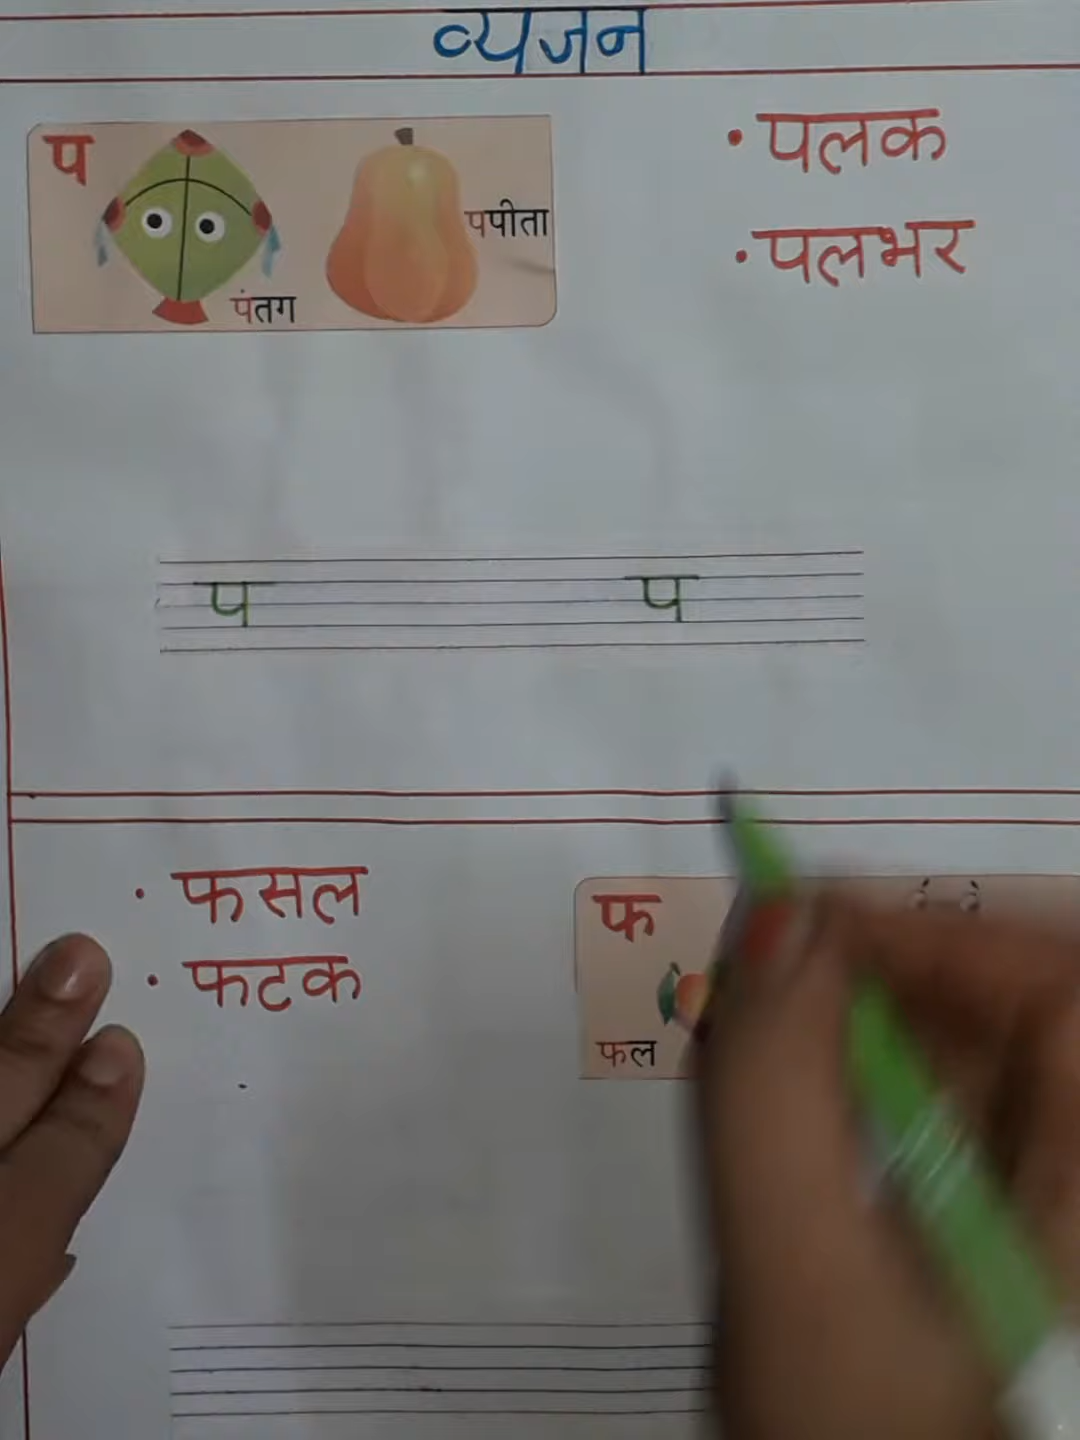 व्यजन
प
पंतग
पपीता
• पलक
• पलभर
प प
• फसल
• फटक
फ
फल